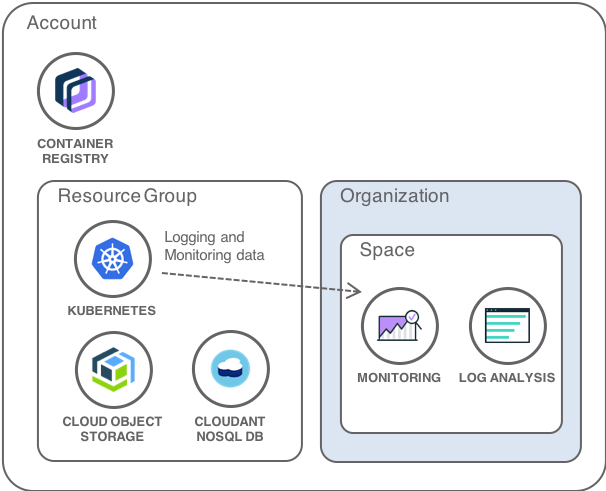 Account
CONTAINER
REGISTRY
Resource Group
KUBERNETES
Logging and
Monitoring data
CLOUD OBJECT
STORAGE
CLOUDANT
NOSQL DB
Organization
Space
MONITORING
LOG ANALYSIS